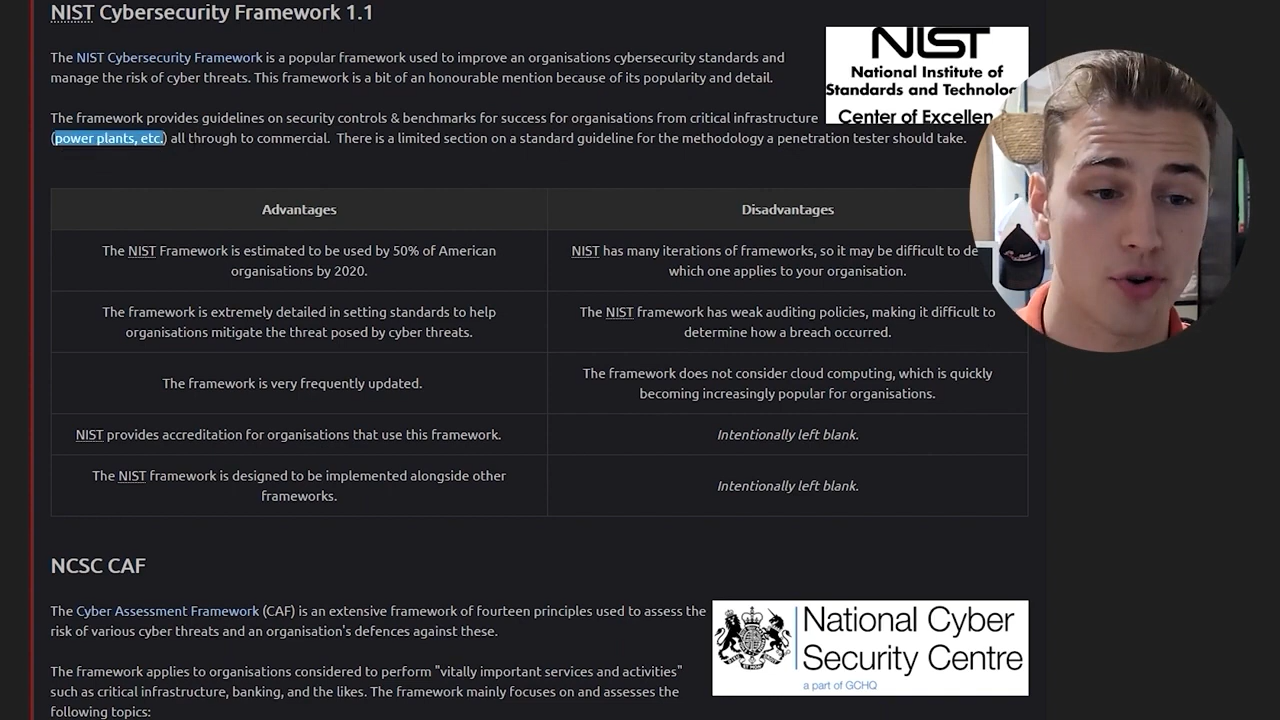 NIST Cybersecurity Framework 1.1
The NIST Cybersecurity Framework is a popular framework used to improve an organisations cybersecurity standards and
manage the risk of cyber threats. This framework is a bit of an honourable mention because of its popularity and detail.
NIST
National Institute of
Standards and Technolo
Center of Excellen
The framework provides guidelines on security controls & benchmarks for success for organisations from critical infrastructure
(power plants, etc.) all through to commercial. There is a limited section on a standard guideline for the methodology a penetration tester should take.
Advantages
Disadvantages
The NIST Framework is estimated to be used by 50% of American
organisations by 2020.
NIST has many iterations of frameworks, so it may be difficult to de
which one applies to your organisation.
The framework is extremely detailed in setting standards to help
organisations mitigate the threat posed by cyber threats.
The NIST framework has weak auditing policies, making it difficult to
determine how a breach occurred.
The framework is very frequently updated.
The framework does not consider cloud computing, which is quickly
becoming increasingly popular for organisations.
NIST provides accreditation for organisations that use this framework.
Intentionally left blank.
The NIST framework is designed to be implemented alongside other
frameworks.
Intentionally left blank.
NCSC CAF
The Cyber Assessment Framework (CAF) is an extensive framework of fourteen principles used to assess the
risk of various cyber threats and an organisation's defences against these.
National Cyber
Security Centre
a part of GCHQ
The framework applies to organisations considered to perform "vitally important services and activities"
such as critical infrastructure, banking, and the likes. The framework mainly focuses on and assesses the
following topics: